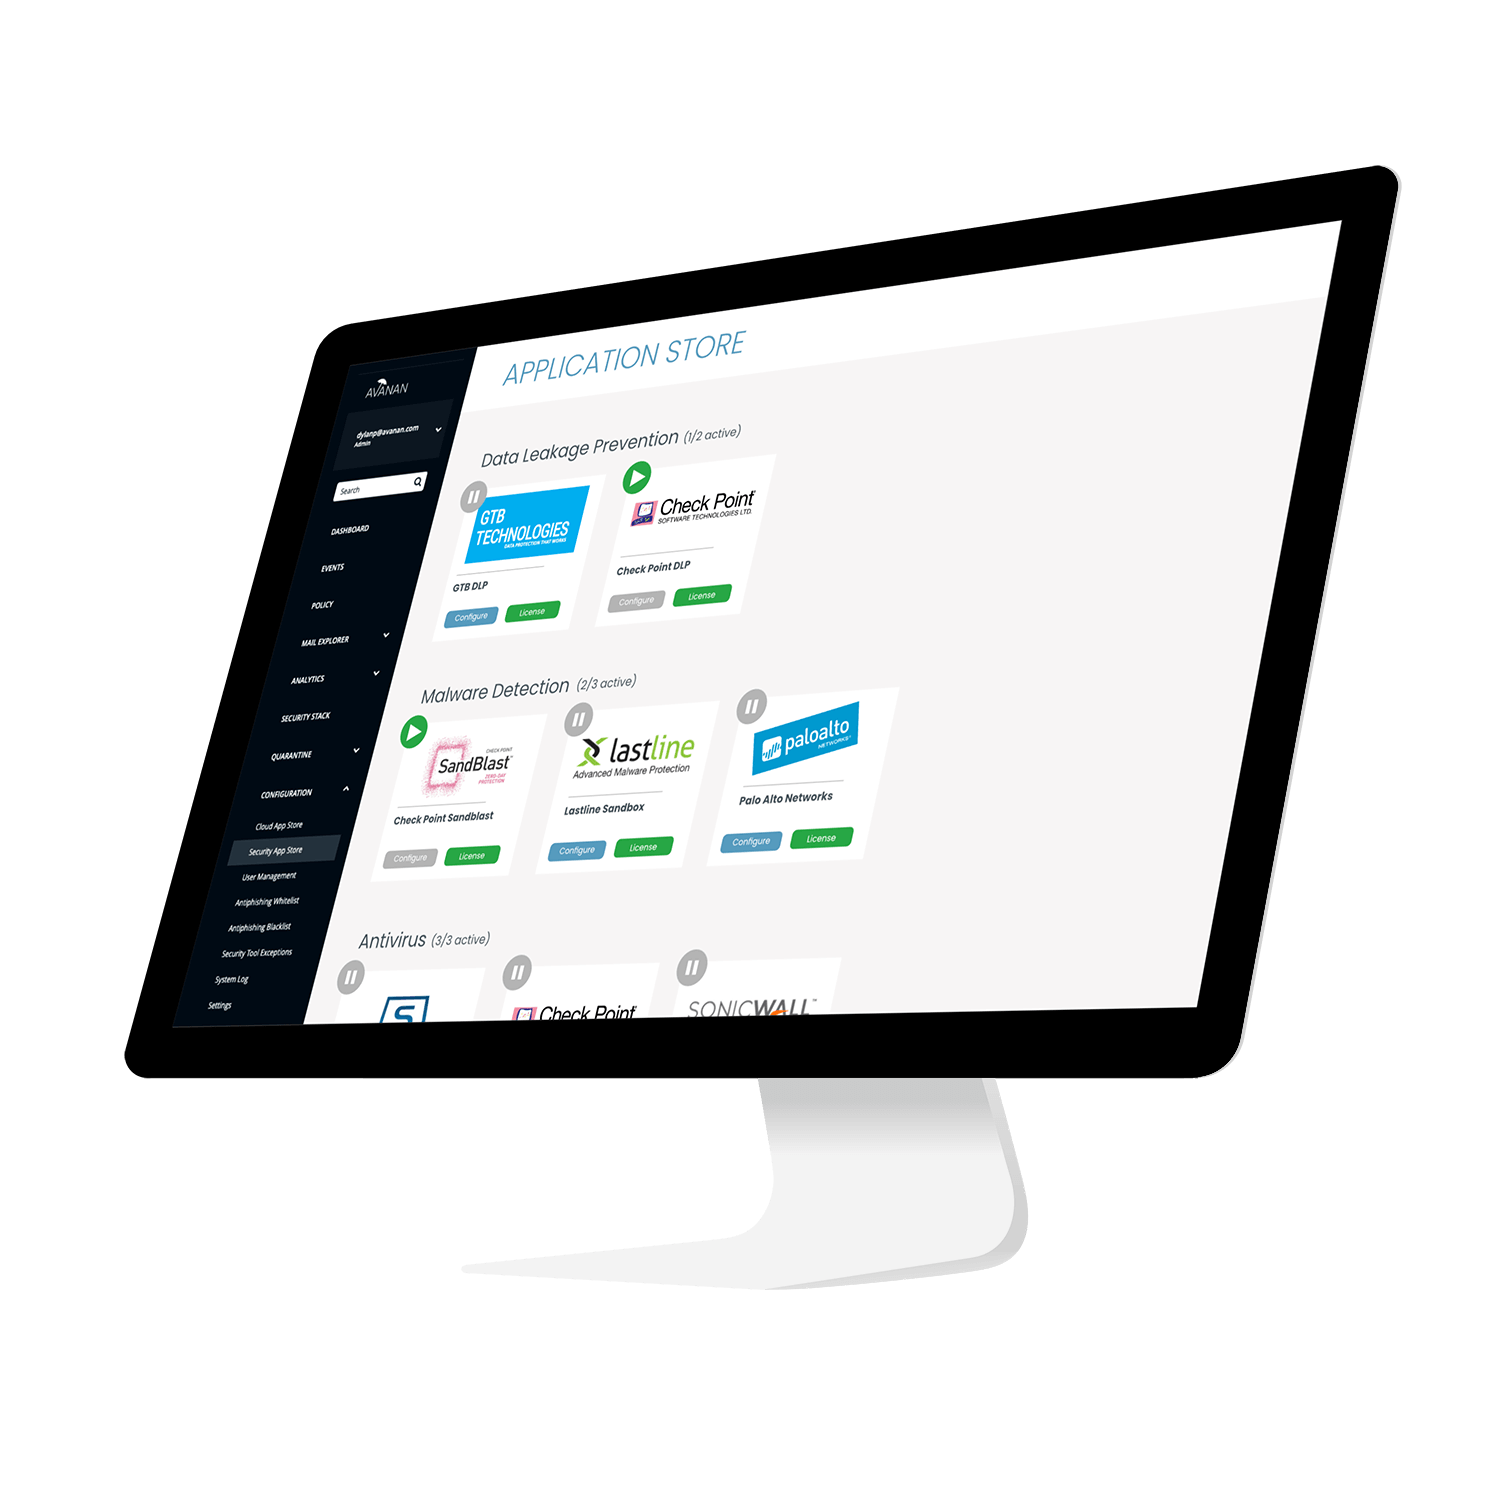 AVANAN
dylanp@avanan.com
Admin
Search
DASHBOARD
EVENTS
POLICY
MAIL EXPLORER
ANALYTICS
SECURITY STACK
QUARANTINE
CONFIGURATION
Cloud App Store
Security App Store
User Management
Antiphishing Whitelist
Antiphishing Blacklist
Security Tool Exceptions
System Log
Settings
APPLICATION STORE
Data Leakage Prevention (1/2 active)
GTB
TECHNOLOGIES
DATA PROTECTION THAT WORKS
GTB DLP
Configure License
Check Point
SOFTWARE TECHNOLOGIES LTD.
Check Point DLP
Configure License
Malware Detection (2/3 active)
CHECK POINT
SandBlast™
ZERO-DAY
PROTECTION
Check Point Sandblast
Configure License
lastline
Advanced Malware Protection
Lastline Sandbox
Configure License
paloalto
NETWORKS
Palo Alto Networks
Configure License
Antivirus (3/3 active)
S
Check Point
SONICWALL™